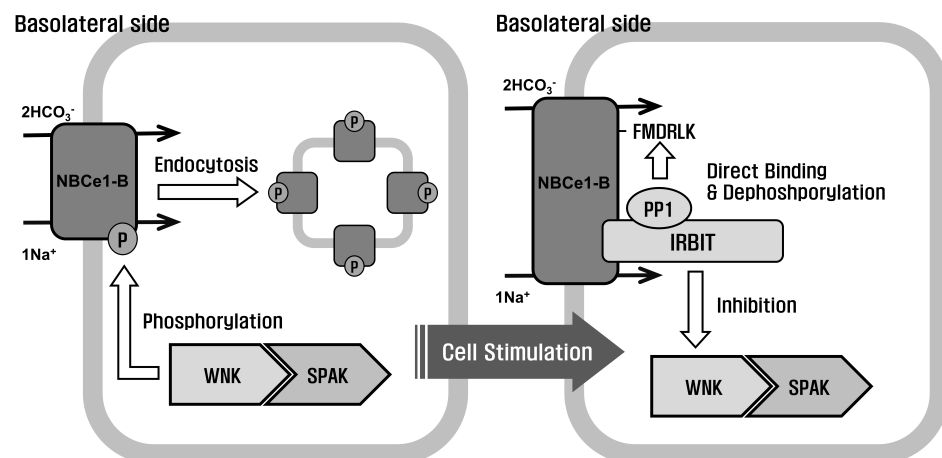 Basolateral side
2HCO₃⁻
NBCe1-B
Endocytosis
P
P
P
P
P
1Na⁺
Phosphorylation
WNK
SPAK
Cell Stimulation
Basolateral side
2HCO₃⁻
FMDRLK
NBCe1-B
Direct Binding
& Dephoshporylation
PP1
IRBIT
1Na⁺
Inhibition
WNK
SPAK